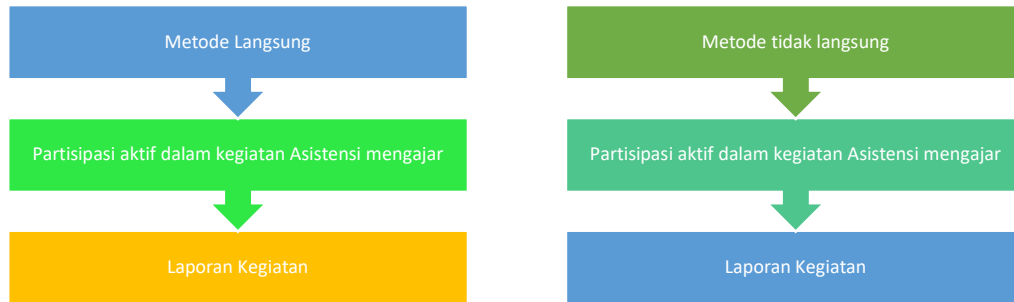 Metode Langsung
Partisipasi aktif dalam kegiatan Asistensi mengajar
Laporan Kegiatan
Metode tidak langsung
Partisipasi aktif dalam kegiatan Asistensi mengajar
Laporan Kegiatan